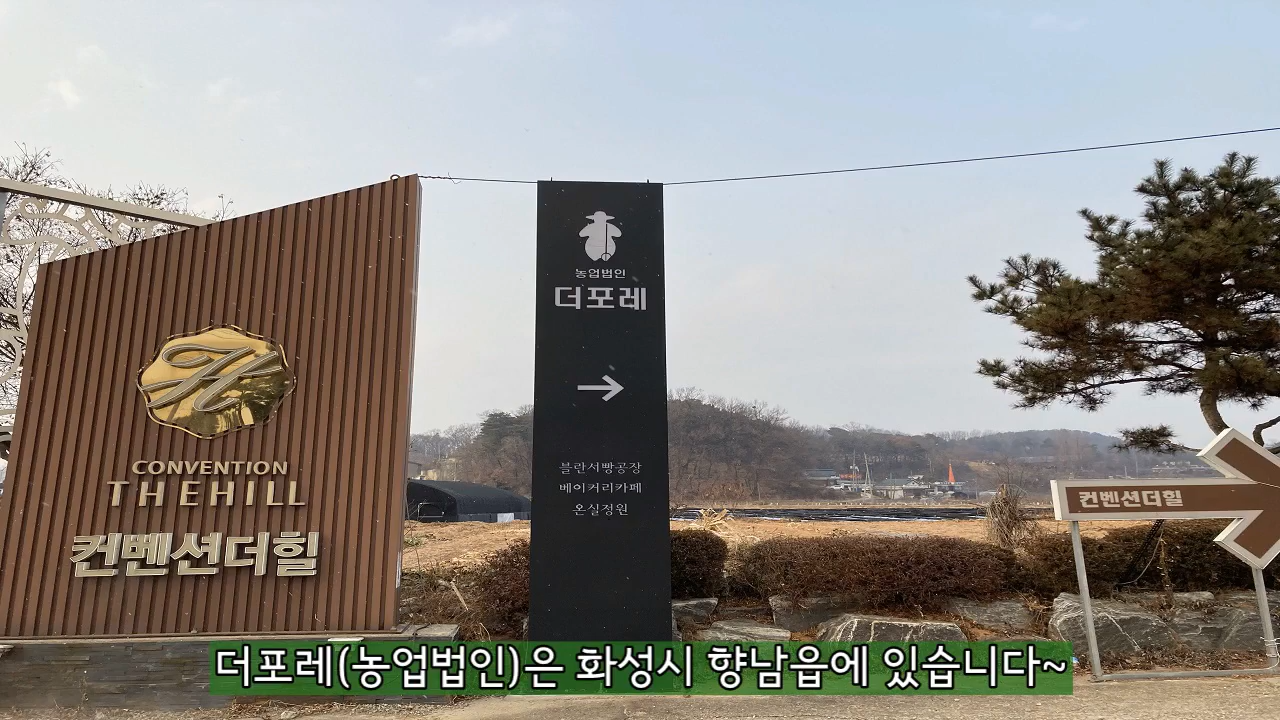 CONVENTION
THEHILL
컨벤션더힐
농업법인
더포레
→
블란서빵공장
베이커리카페
온실정원
컨벤션더힐
더포레(농업법인)은 화성시 향남읍에 있습니다~